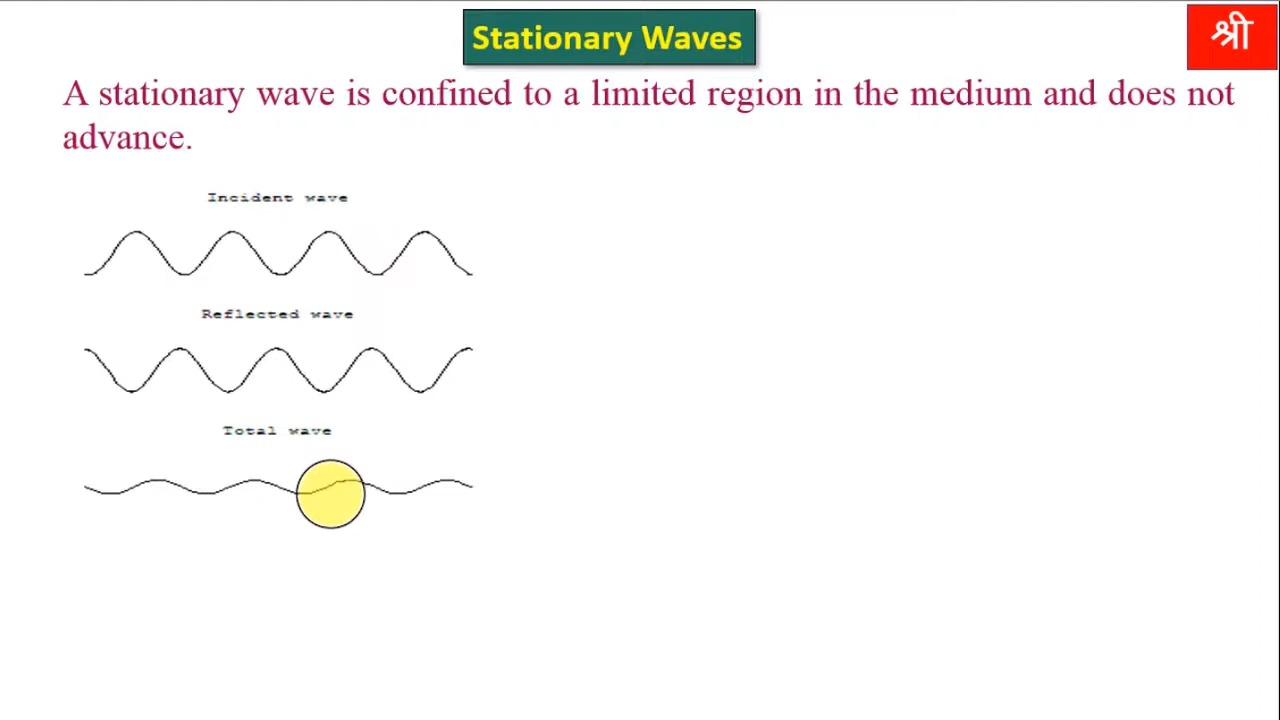 Stationary Waves
श्री
A stationary wave is confined to a limited region in the medium and does not
advance.
Incident wave
Reflected wave
Total wave